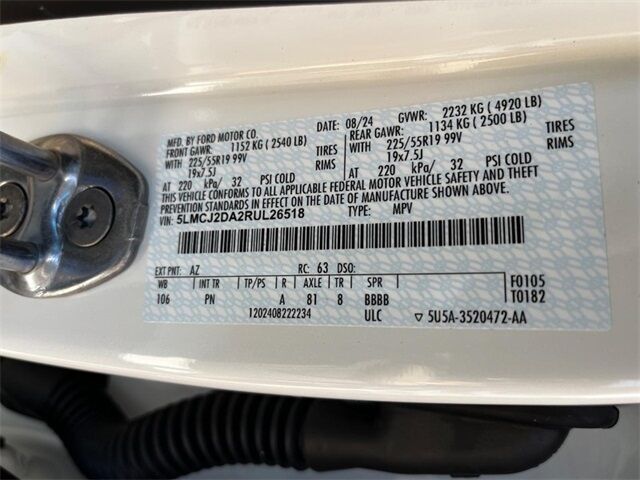 MFD. BY FORD MOTOR CO.
DATE: 08/24 GVWR: 2232 KG ( 4920 LB)
FRONT GAWR: 1152 KG ( 2540 LB) REAR GAWR: 1134 KG ( 2500 LB)
WITH 225/55R19 99V TIRES WITH 225/55R19 99V TIRES
19x7.5J RIMS 19x7.5J RIMS
AT 220 kPa/ 32 PSI COLD AT 220 kPa/ 32 PSI COLD
THIS VEHICLE CONFORMS TO ALL APPLICABLE FEDERAL MOTOR VEHICLE SAFETY AND THEFT
PREVENTION STANDARDS IN EFFECT ON THE DATE OF MANUFACTURE SHOWN ABOVE.
VIN: 5LMCJ2DA2RUL26518 TYPE: MPV
EXT PNT: AZ RC: 63 DSO:
WB INT TR TP/PS R AXLE TR SPR F0105
106 PN A 81 8 BBBB T0182
1202408222234 ULC ▽ 5U5A-3520472-AA